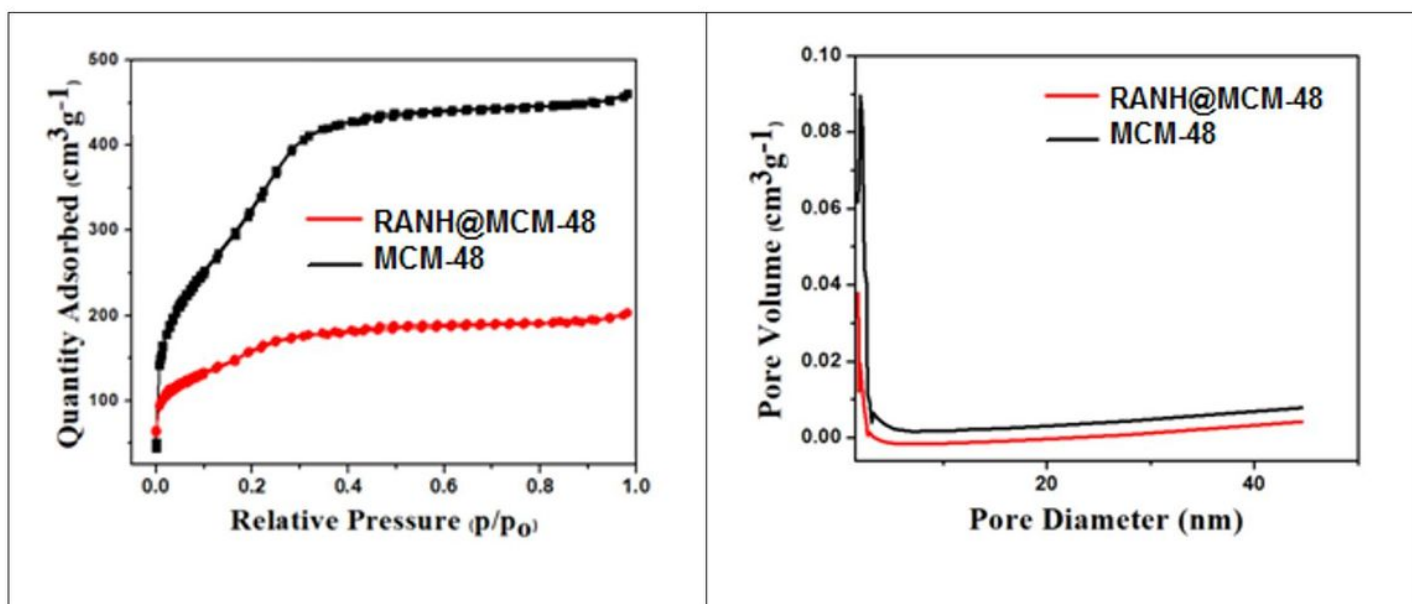 Quantity Adsorbed (cm3g-1)
500
400
300
200
100
0.0 0.2 0.4 0.6 0.8 1.0
Relative Pressure (p/po)
RANH@MCM-48
MCM-48
Pore Volume (cm3g-1)
0.10
0.08
0.06
0.04
0.02
0.00
20 40
Pore Diameter (nm)
RANH@MCM-48
MCM-48